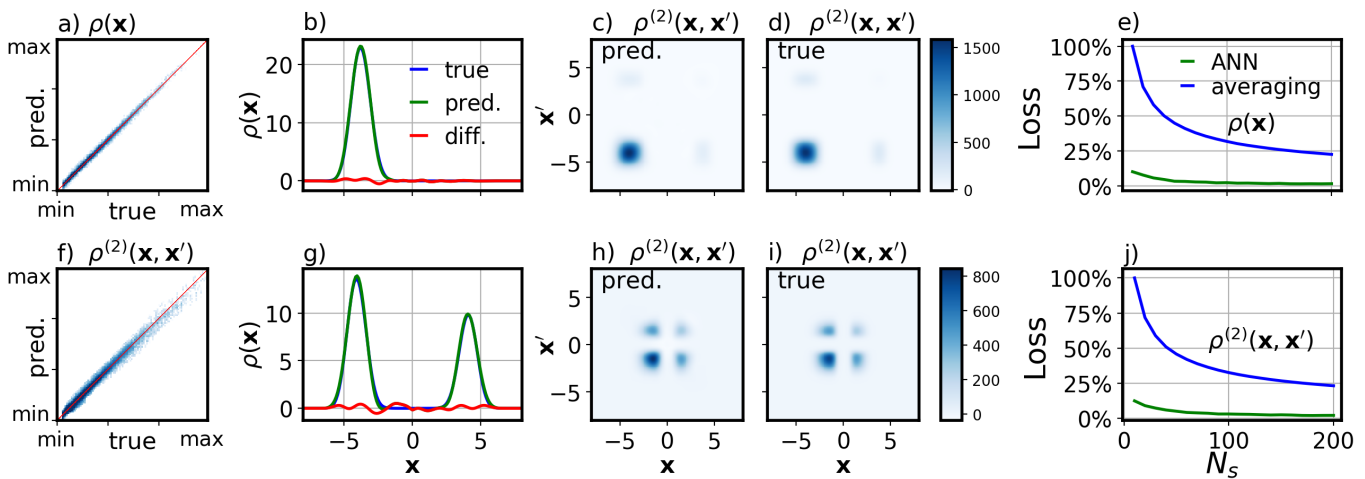 a) ρ(x)
max
pred.
min
min true max
b)
20
10
0
ρ(x)
true
pred.
diff.
c) ρ⁽²⁾(x, x′)
pred.
5
0
−5
x′
d) ρ⁽²⁾(x, x′)
true
1500
1000
500
0
e)
100%
75%
50%
25%
0%
Loss
ANN
averaging
ρ(x)
f) ρ⁽²⁾(x, x′)
max
pred.
min
min true max
g)
10
5
0
ρ(x)
−5 0 5
x
h) ρ⁽²⁾(x, x′)
pred.
5
0
−5
x′
−5 0 5
x
i) ρ⁽²⁾(x, x′)
true
−5 0 5
x
800
600
400
200
0
j)
100%
75%
50%
25%
0%
Loss
ρ⁽²⁾(x, x′)
0 100 200
Nₛ